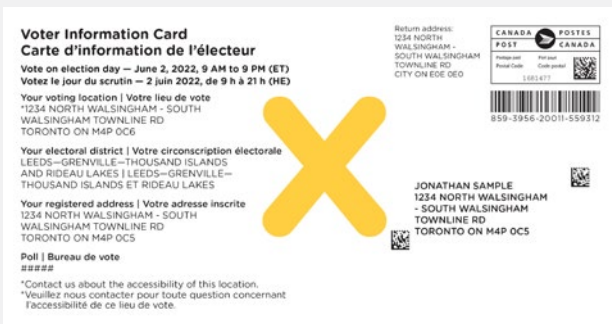 Voter Information Card
Carte d'information de l'électeur
Vote on election day — June 2, 2022, 9 AM to 9 PM (ET)
Votez le jour du scrutin — 2 juin 2022, de 9 h à 21 h (HE)
Your voting location | Votre lieu de vote
*1234 NORTH WALSINGHAM - SOUTH
WALSINGHAM TOWNLINE RD
TORONTO ON M4P 0C6
Your electoral district | Votre circonscription électorale
LEEDS—GRENVILLE—THOUSAND ISLANDS
AND RIDEAU LAKES | LEEDS—GRENVILLE—
THOUSAND ISLANDS ET RIDEAU LAKES
Your registered address | Votre adresse inscrite
1234 NORTH WALSINGHAM - SOUTH
WALSINGHAM TOWNLINE RD
TORONTO ON M4P 0C5
Poll | Bureau de vote
#####
*Contact us about the accessibility of this location.
*Veuillez nous contacter pour toute question concernant
l'accessibilité de ce lieu de vote.
Return address:
1234 NORTH
WALSINGHAM -
SOUTH WALSINGHAM
TOWNLINE RD
CITY ON E0E 0E0
CANADA POSTES
POST CANADA
Postage paid Port payé
Postal Code Code postal
1681477
859-3956-20011-559312
JONATHAN SAMPLE
1234 NORTH WALSINGHAM
- SOUTH WALSINGHAM
TOWNLINE RD
TORONTO ON M4P 0C5